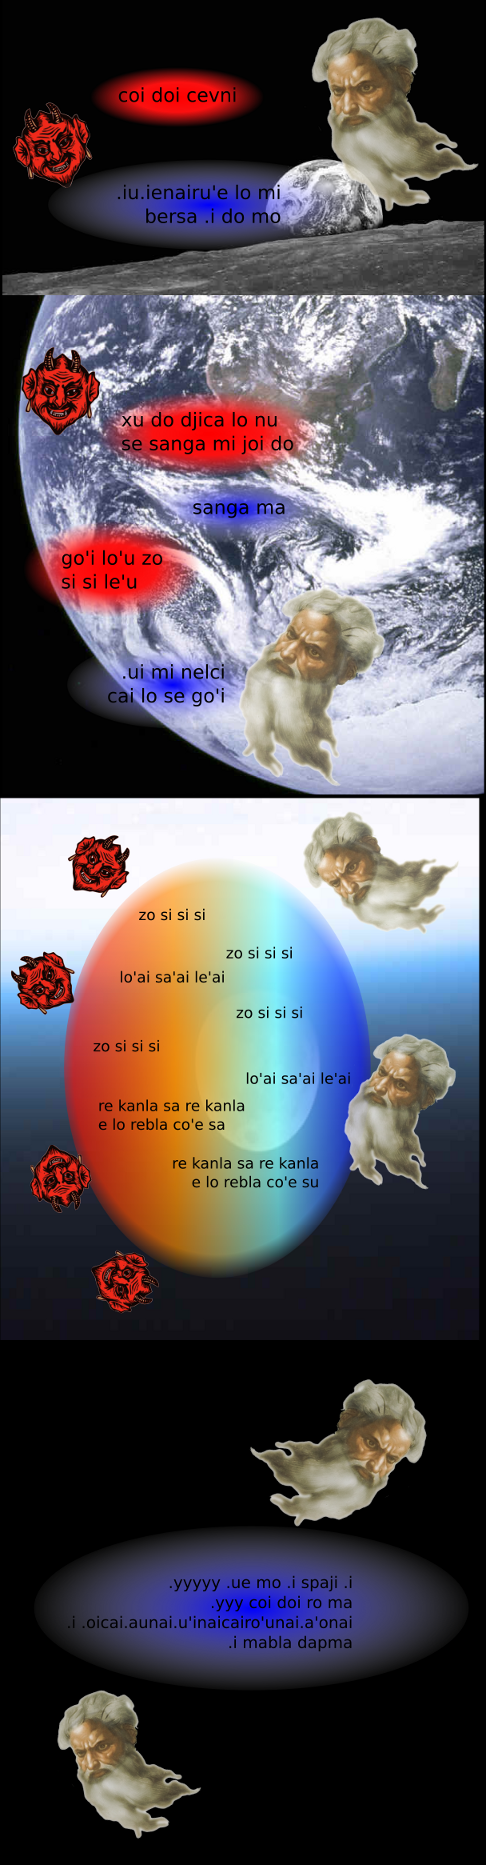 coi doi cevni
.iu.ienairu'e lo mi
bersa .i do mo
xu do djica lo nu
se sanga mi joi do
sanga ma
go'i lo'u zo
si si le'u
.ui mi nelci
cai lo se go'i
zo si si si
zo si si si
lo'ai sa'ai le'ai
zo si si si
zo si si si
lo'ai sa'ai le'ai
re kanla sa re kanla
e lo rebla co'e sa
re kanla sa re kanla
e lo rebla co'e su
.yyyyy .ue mo .i spaji .i
.yyy coi doi ro ma
.i .oicai.aunai.u'inaicairo'unai.a'onai
.i mabla dapma